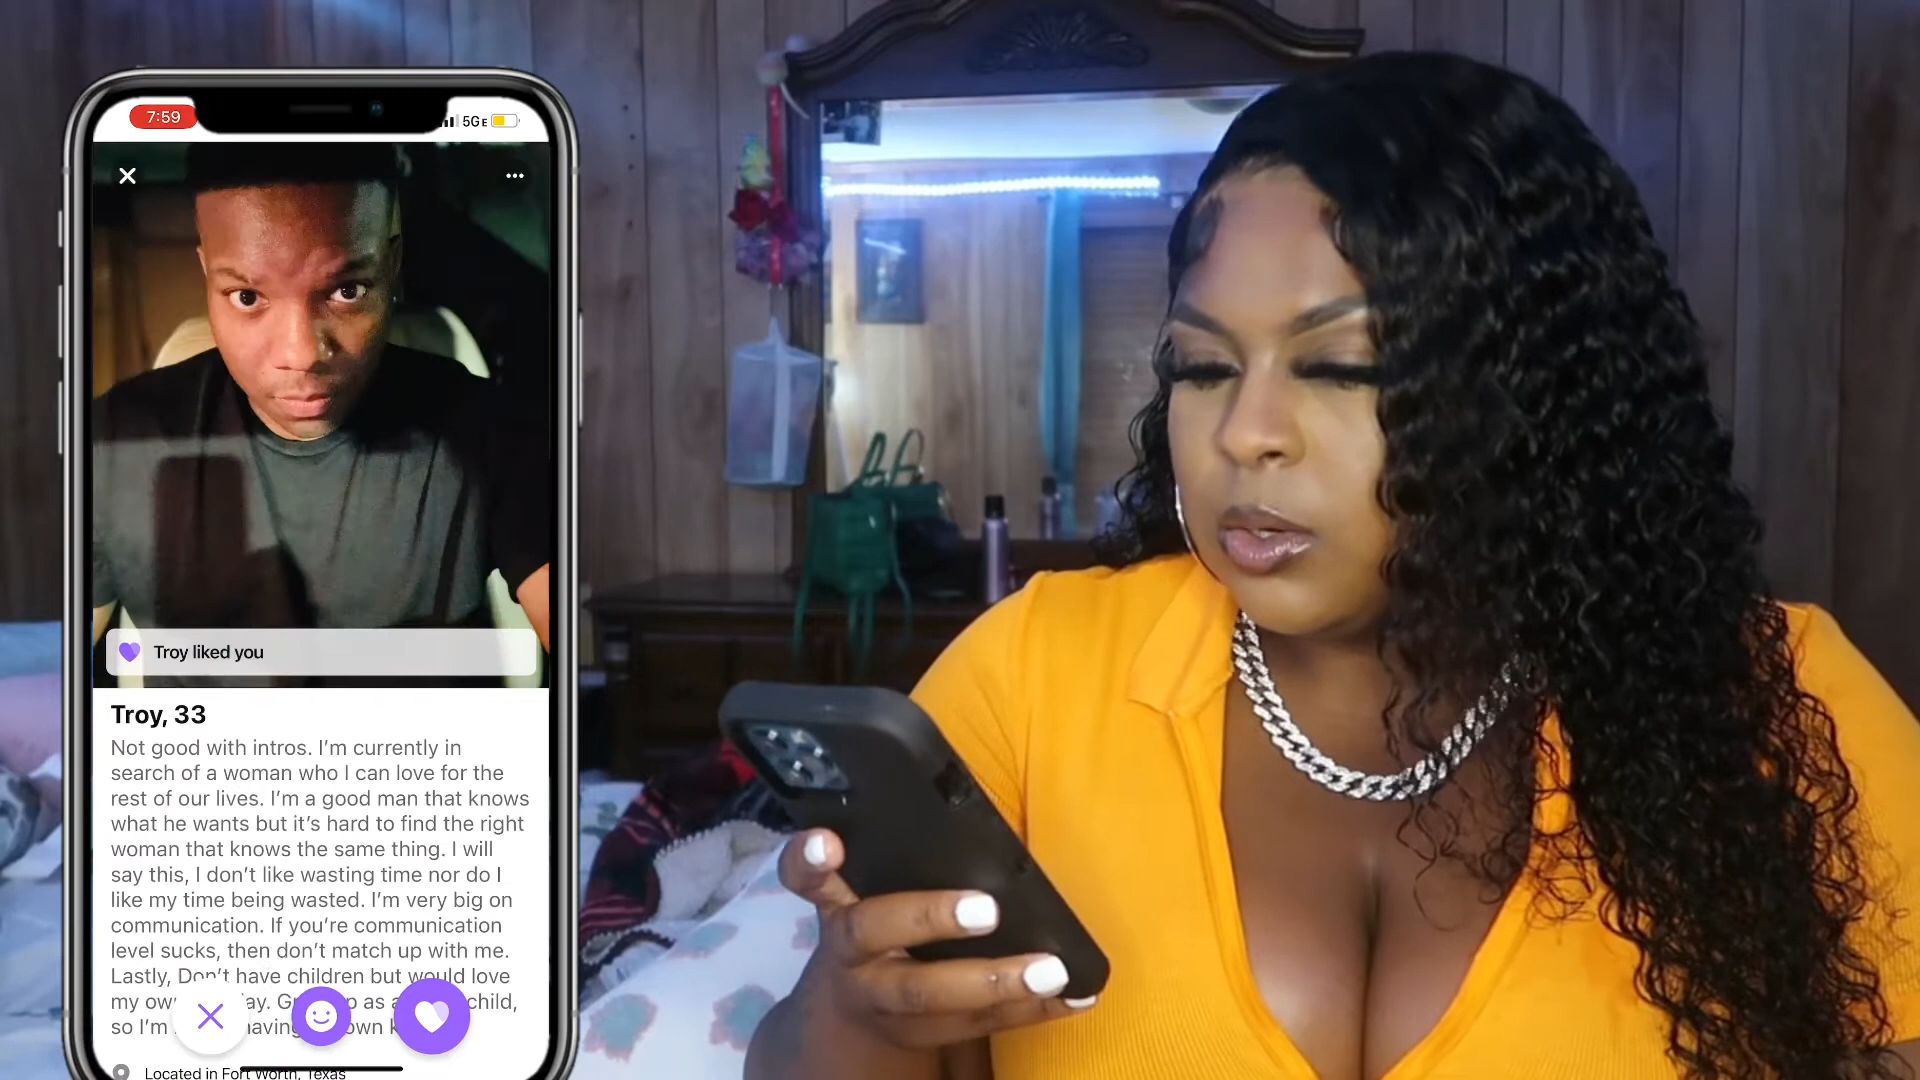 7:59
5GE
Troy liked you
Troy, 33
Not good with intros. I'm currently in
search of a woman who I can love for the
rest of our lives. I'm a good man that knows
what he wants but it's hard to find the right
woman that knows the same thing. I will
say this, I don't like wasting time nor do I
like my time being wasted. I'm very big on
communication. If you're communication
level sucks, then don't match up with me.
Lastly, Don't have children but would love
my child,
so I'm having own
Located in Fort Worth, Texas